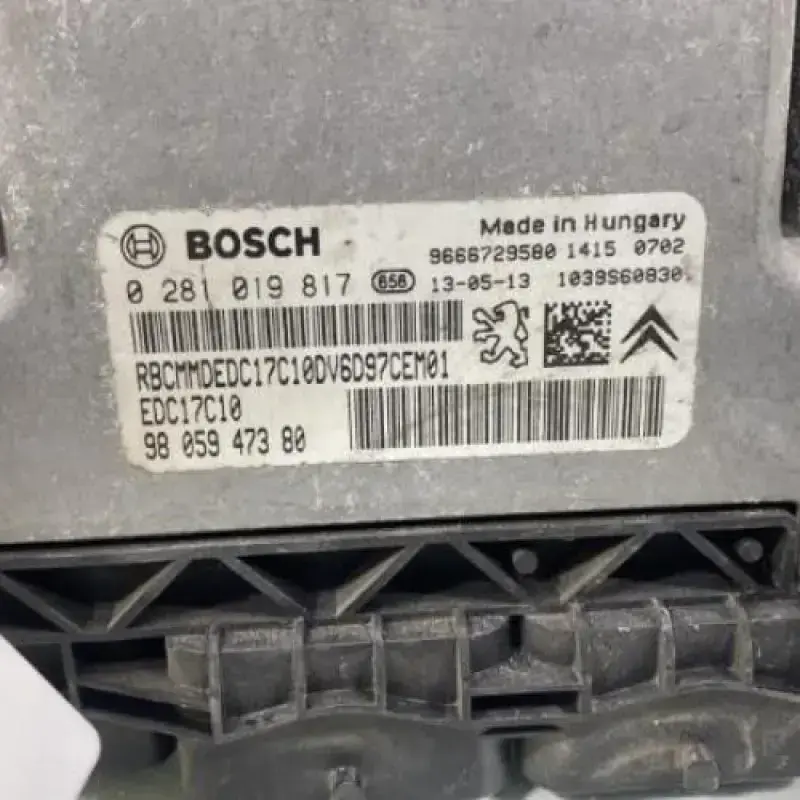 BOSCH
Made in Hungary
9666729580 1415 0702
0 281 019 817 658 13-05-13 1039S60830
RBCMMDEDC17C10DV6D97CEM01
EDC17C10
98 059 473 80